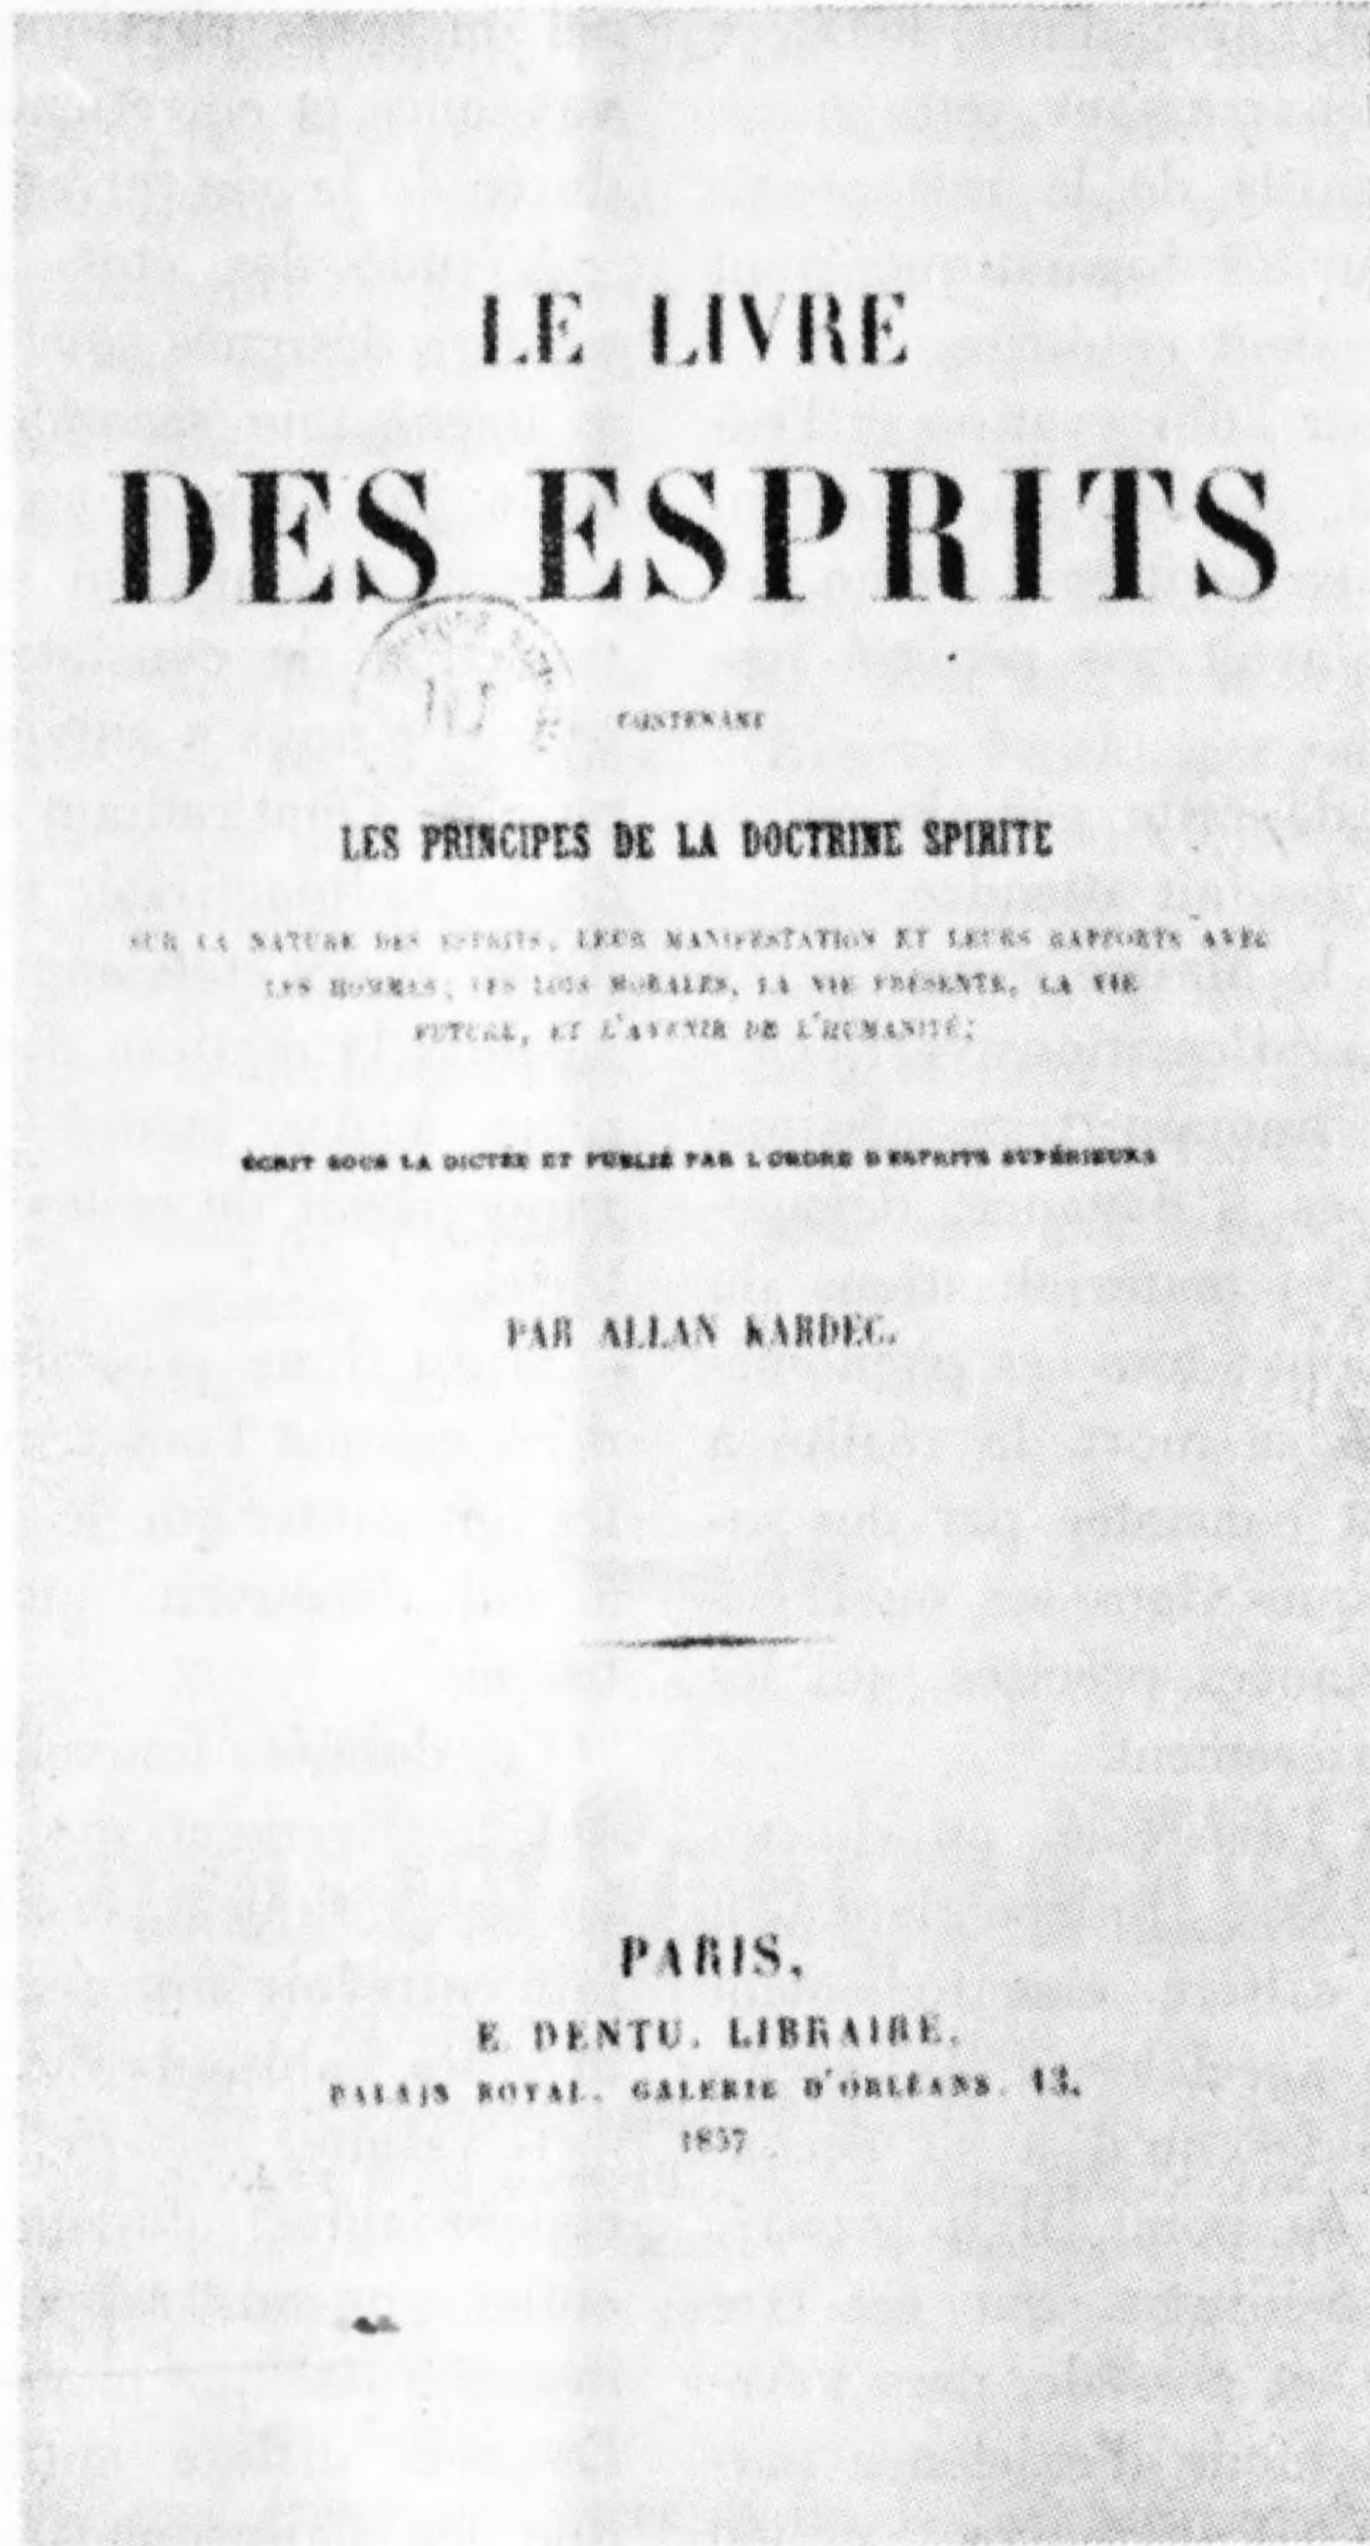 LE LIVRE
DES ESPRITS
CONTENANT
LES PRINCIPES DE LA DOCTRINE SPIRITE
SUR LA NATURE DES ESPRITS, LEUR MANIFESTATION ET LEURS RAPPORTS AVEC
LES HOMMES; LES LOIS MORALES, LA VIE PRÉSENTE, LA VIE
FUTURE, ET L'AVENIR DE L'HUMANITÉ;
ÉCRIT SOUS LA DICTÉE ET PUBLIÉ PAR L'ORDRE D'ESPRITS SUPÉRIEURS
PAR ALLAN KARDEC.
PARIS,
E. DENTU, LIBRAIRE,
PALAIS ROYAL, GALERIE D'ORLÉANS, 13.
1857